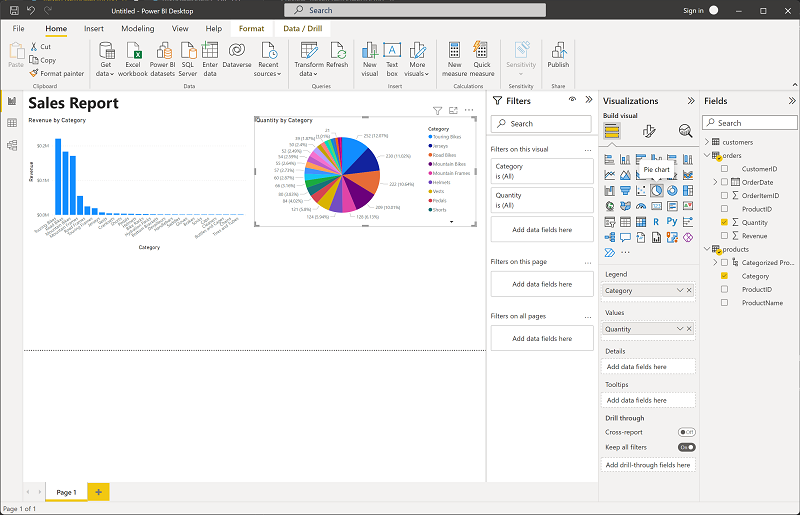 Untitled - Power BI Desktop
Search
Sign in
File
Home
Insert
Modeling
View
Help
Format
Data / Drill
Paste
Cut
Copy
Format painter
Clipboard
Get data
Excel workbook
Power BI datasets
SQL Server
Enter data
Dataverse
Recent sources
Data
Transform data
Refresh
Queries
New visual
Text box
More visuals
Insert
New measure
Quick measure
Calculations
Sensitivity
Sensitivity
Publish
Share
Sales Report
Revenue by Category
$0.2M
$0.1M
$0.0M
Revenue
Category
Quantity by Category
252 (12.07%)
230 (11.02%)
222 (10.64%)
209 (10.01%)
128 (6.13%)
124 (5.94%)
121 (5.8%)
84 (4.02%)
66 (3.16%)
60 (2.87%)
57 (2.73%)
55 (2.64%)
54 (2.59%)
52 (2.49%)
50 (2.4%)
39 (1.87%)
Category
Touring Bikes
Jerseys
Road Bikes
Mountain Bikes
Mountain Frames
Helmets
Vests
Pedals
Shorts
Filters
Search
Filters on this visual
...
Category
is (All)
Quantity
is (All)
Add data fields here
Filters on this page
...
Add data fields here
Filters on all pages
...
Add data fields here
Visualizations
Build visual
Pie chart
R
Py
Legend
Category
Values
Quantity
Details
Add data fields here
Tooltips
Add data fields here
Drill through
Cross-report
Off
Keep all filters
On
Add drill-through fields here
Fields
Search
customers
orders
CustomerID
OrderDate
OrderItemID
ProductID
Quantity
Revenue
products
Categorized Pro...
Category
ProductID
ProductName
Page 1
Page 1 of 1